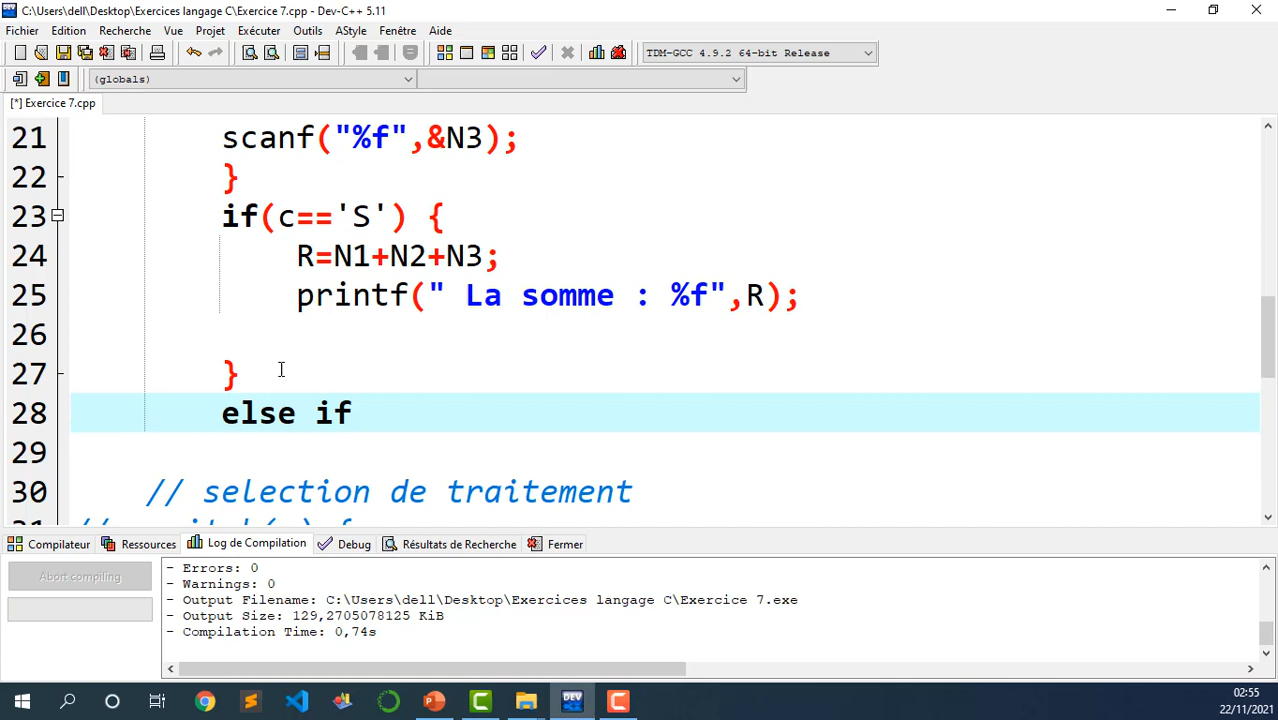 C:\Users\dell\Desktop\Exercices langage C\Exercice 7.cpp - Dev-C++ 5.11
Fichier Edition Recherche Vue Projet Exécuter Outils AStyle Fenêtre Aide
TDM-GCC 4.9.2 64-bit Release
(globals)
[*] Exercice 7.cpp
21 scanf("%f",&N3);
22 }
23 if(c=='S') {
24 R=N1+N2+N3;
25 printf(" La somme : %f",R);
26
27 }
28 else if
29
30 // selection de traitement
Compilateur Ressources Log de Compilation Debug Résultats de Recherche Fermer
Abort compiling
- Errors: 0
- Warnings: 0
- Output Filename: C:\Users\dell\Desktop\Exercices langage C\Exercice 7.exe
- Output Size: 129,2705078125 KiB
- Compilation Time: 0,74s
DEV
02:55
22/11/2021